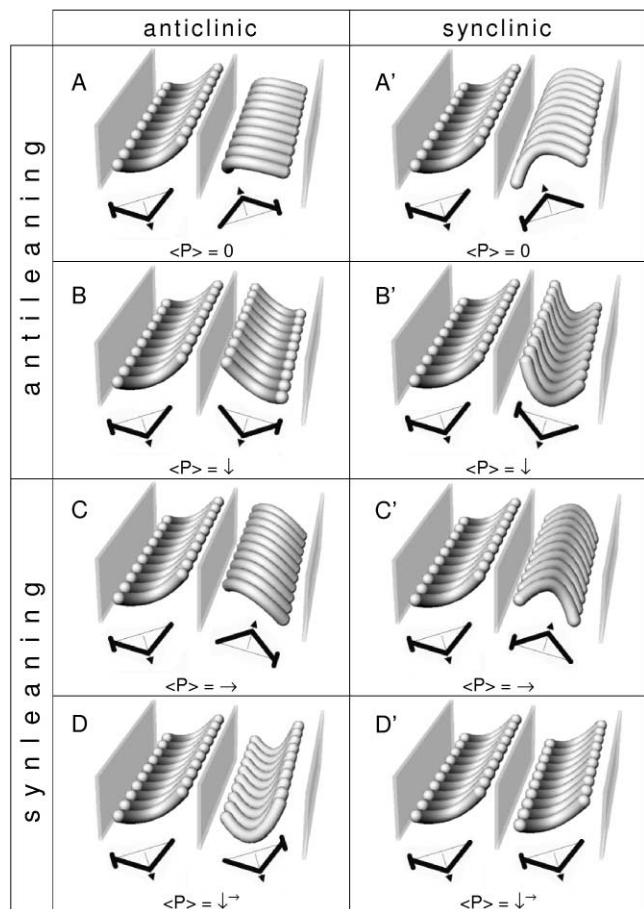 anticlinic synclinic
antileaning
A A'
<P> = 0 <P> = 0
B B'
<P> = ↓ <P> = ↓
synleaning
C C'
<P> = → <P> = →
D D'
<P> = ↓→ <P> = ↓→